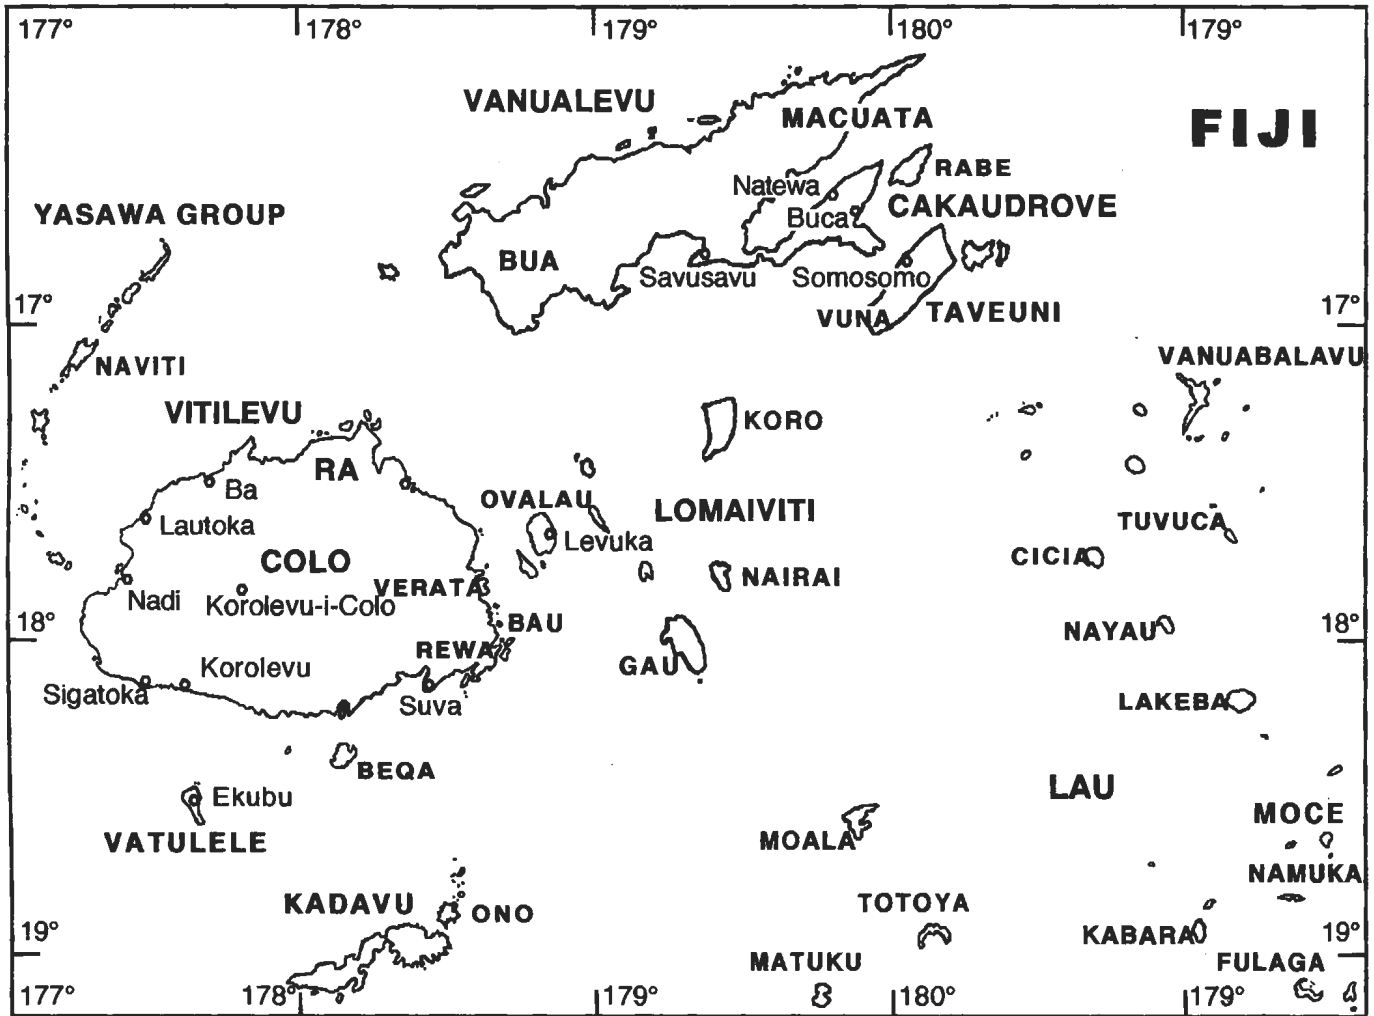 177°
178°
179°
180°
179°
VANUALEVU
MACUATA
FIJI
RABE
Natewa
CAKAUDROVE
Buca
YASAWA GROUP
BUA
Savusavu
Somosomo
17°
VUNA
TAVEUNI
17°
VANUABALAVU
NAVITI
VITILEVU
KORO
RA
Ba
OVALAU
LOMAIVITI
Lautoka
TUVUCA
Levuka
COLO
CICIA
VERATA
NAIRAI
Nadi
Korolevu-i-Colo
18°
BAU
NAYAU
18°
REWA
GAU
Korolevu
Sigatoka
Suva
LAKEBA
BEQA
Ekubu
LAU
VATULELE
MOALA
MOCE
NAMUKA
KADAVU
ONO
TOTOYA
19°
KABARA
19°
MATUKU
FULAGA
177°
178°
179°
180°
179°